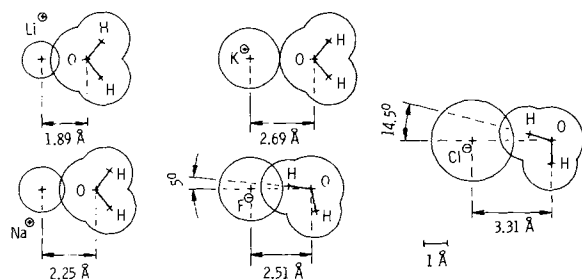 Li⊕
O
H
H
1.89 Å
K⊕
O
H
H
2.69 Å
Na⊕
O
H
H
2.25 Å
5°
F⊖
H
O
H
2.51 Å
14.5°
Cl⊖
H
O
H
3.31 Å
1 Å